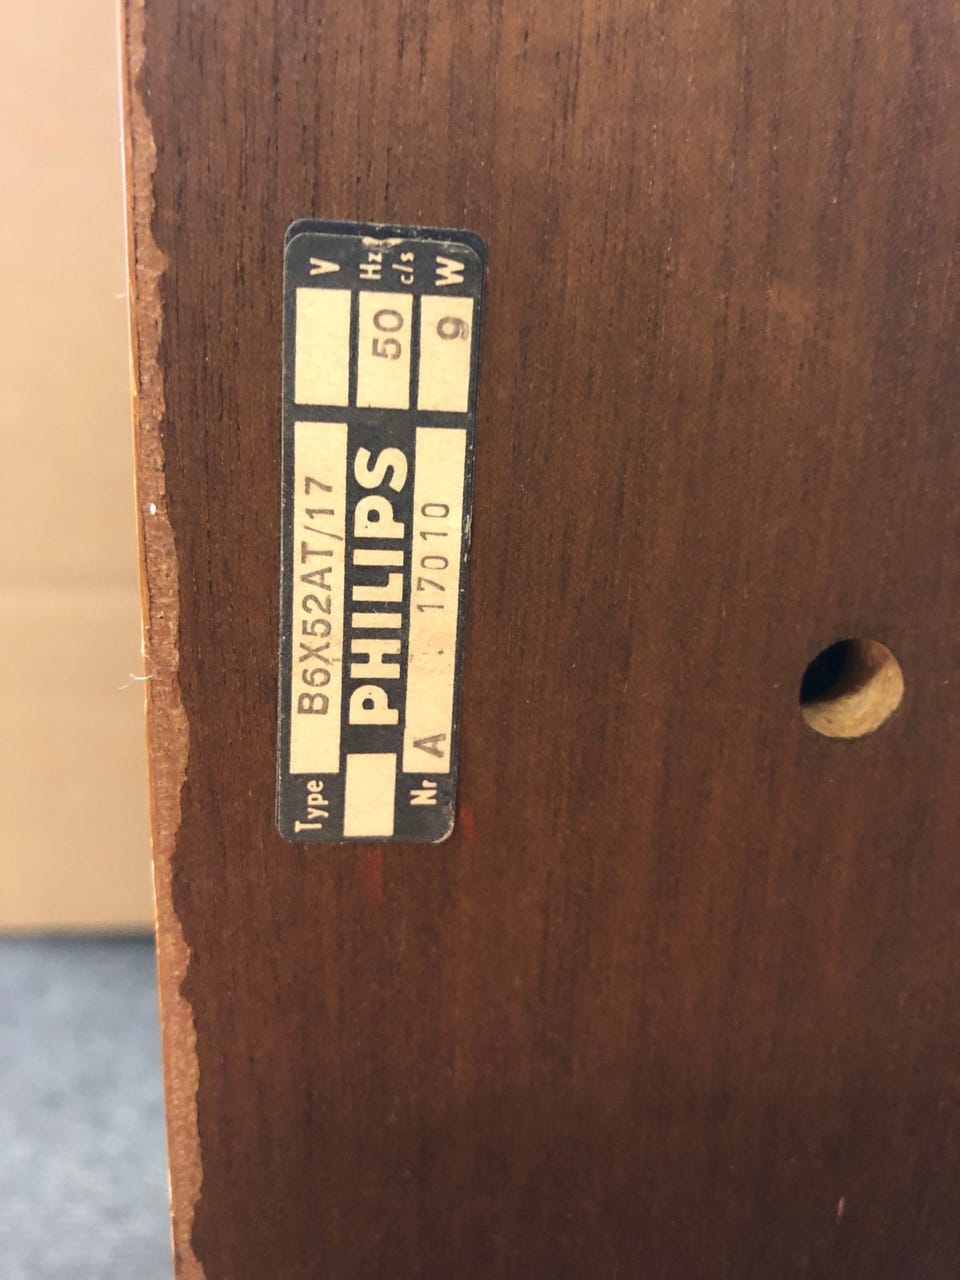 Type B6X52AT/17 V
PHILIPS 50 Hz c/s
Nr A 17010 9 W